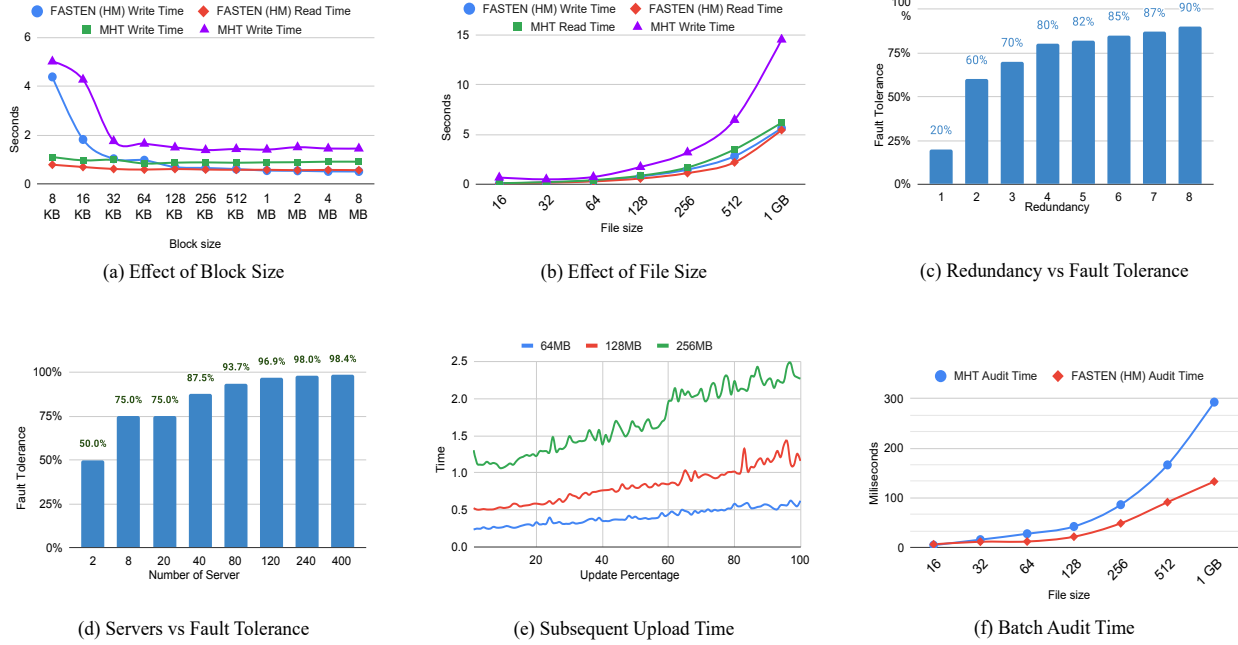 FASTEN (HM) Write Time FASTEN (HM) Read Time
MHT Write Time MHT Write Time
6
4
2
0
Seconds
8 KB 16 KB 32 KB 64 KB 128 KB 256 KB 512 KB 1 MB 2 MB 4 MB 8 MB
Block size
(a) Effect of Block Size
FASTEN (HM) Write Time FASTEN (HM) Read Time
MHT Read Time MHT Write Time
15
10
5
0
Seconds
16 32 64 128 256 512 1 GB
File size
(b) Effect of File Size
100
%
75%
50%
25%
0%
Fault Tolerance
20% 60% 70% 80% 82% 85% 87% 90%
1 2 3 4 5 6 7 8
Redundancy
(c) Redundancy vs Fault Tolerance
100%
75%
50%
25%
0%
Fault Tolerance
50.0% 75.0% 75.0% 87.5% 93.7% 96.9% 98.0% 98.4%
2 8 20 40 80 120 240 400
Number of Server
(d) Servers vs Fault Tolerance
64MB 128MB 256MB
2.5
2.0
1.5
1.0
0.5
0.0
Time
20 40 60 80 100
Update Percentage
(e) Subsequent Upload Time
MHT Audit Time FASTEN (HM) Audit Time
300
200
100
0
Miliseconds
16 32 64 128 256 512 1 GB
File size
(f) Batch Audit Time